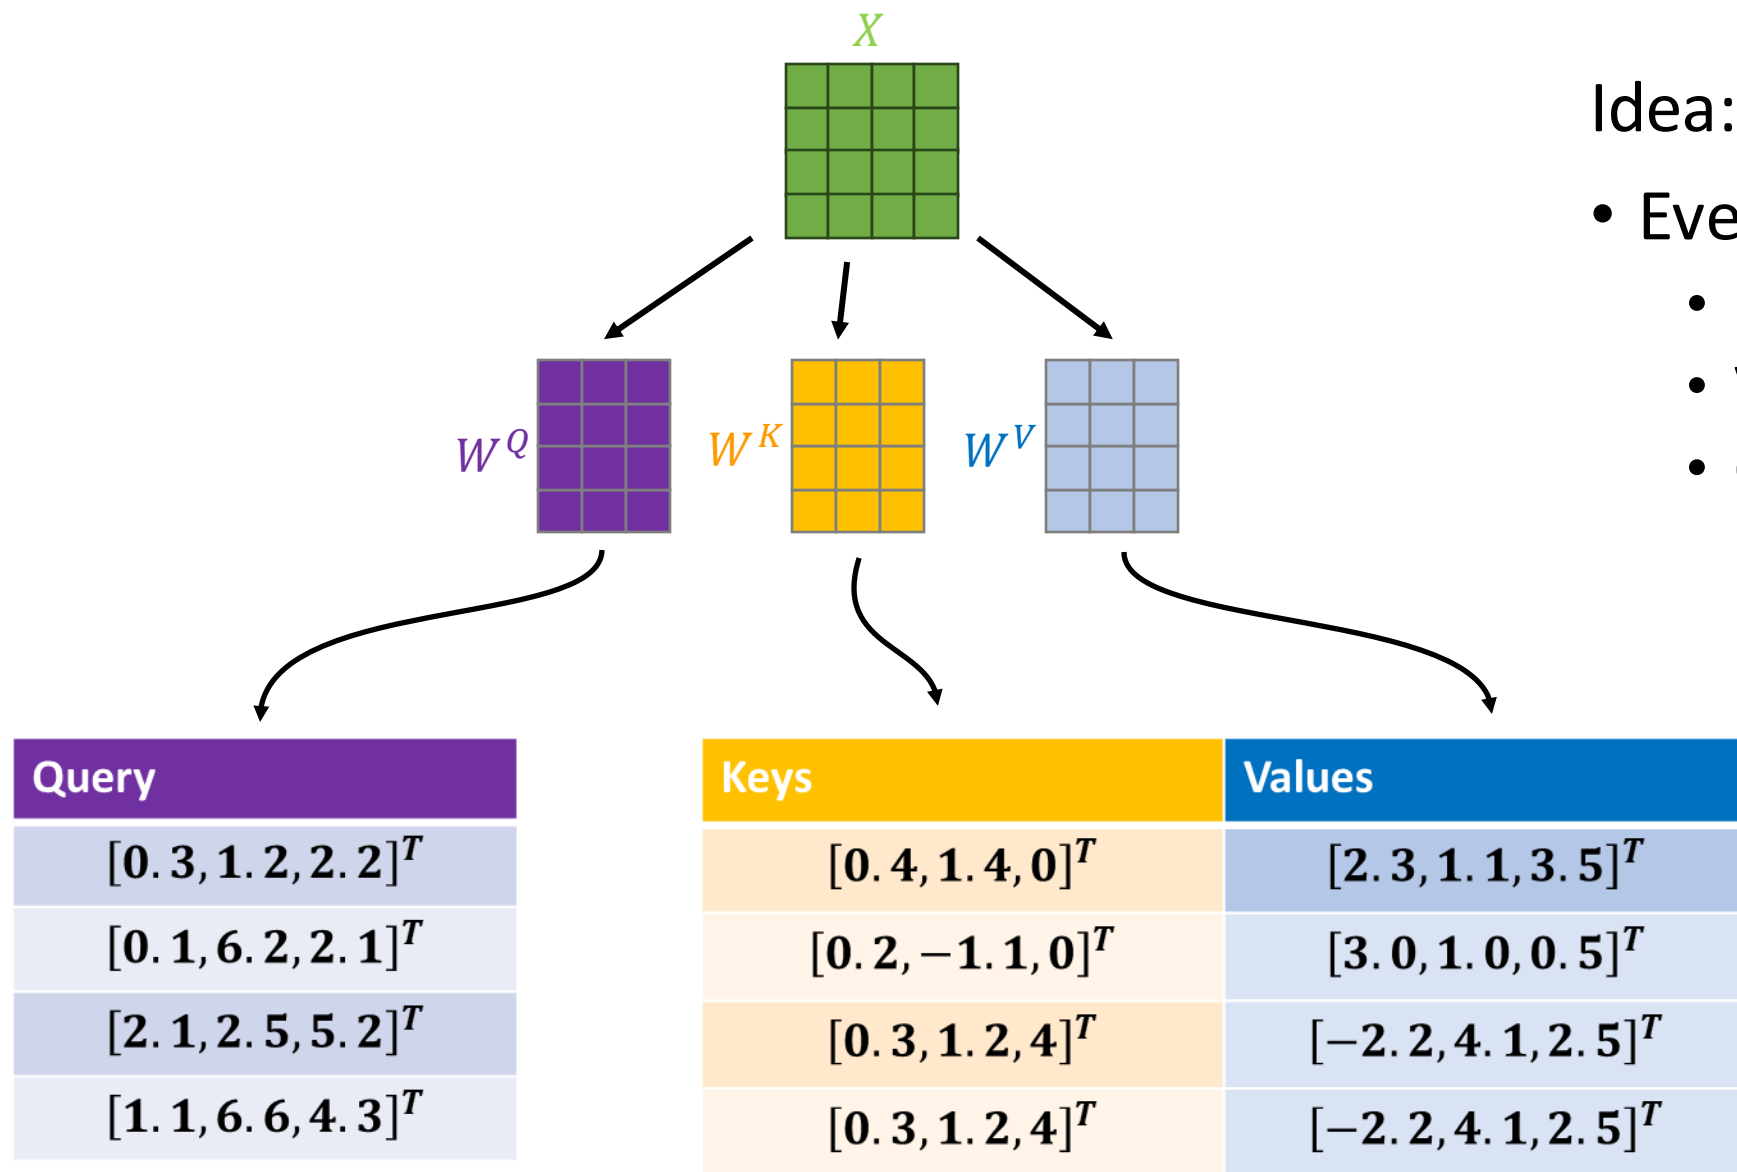 X
Idea:
• Eve
•
•
•
W^Q
W^K
W^V
Query
[0.3, 1.2, 2.2]^T
[0.1, 6.2, 2.1]^T
[2.1, 2.5, 5.2]^T
[1.1, 6.6, 4.3]^T
Keys Values
[0.4, 1.4, 0]^T [2.3, 1.1, 3.5]^T
[0.2, −1.1, 0]^T [3.0, 1.0, 0.5]^T
[0.3, 1.2, 4]^T [−2.2, 4.1, 2.5]^T
[0.3, 1.2, 4]^T [−2.2, 4.1, 2.5]^T